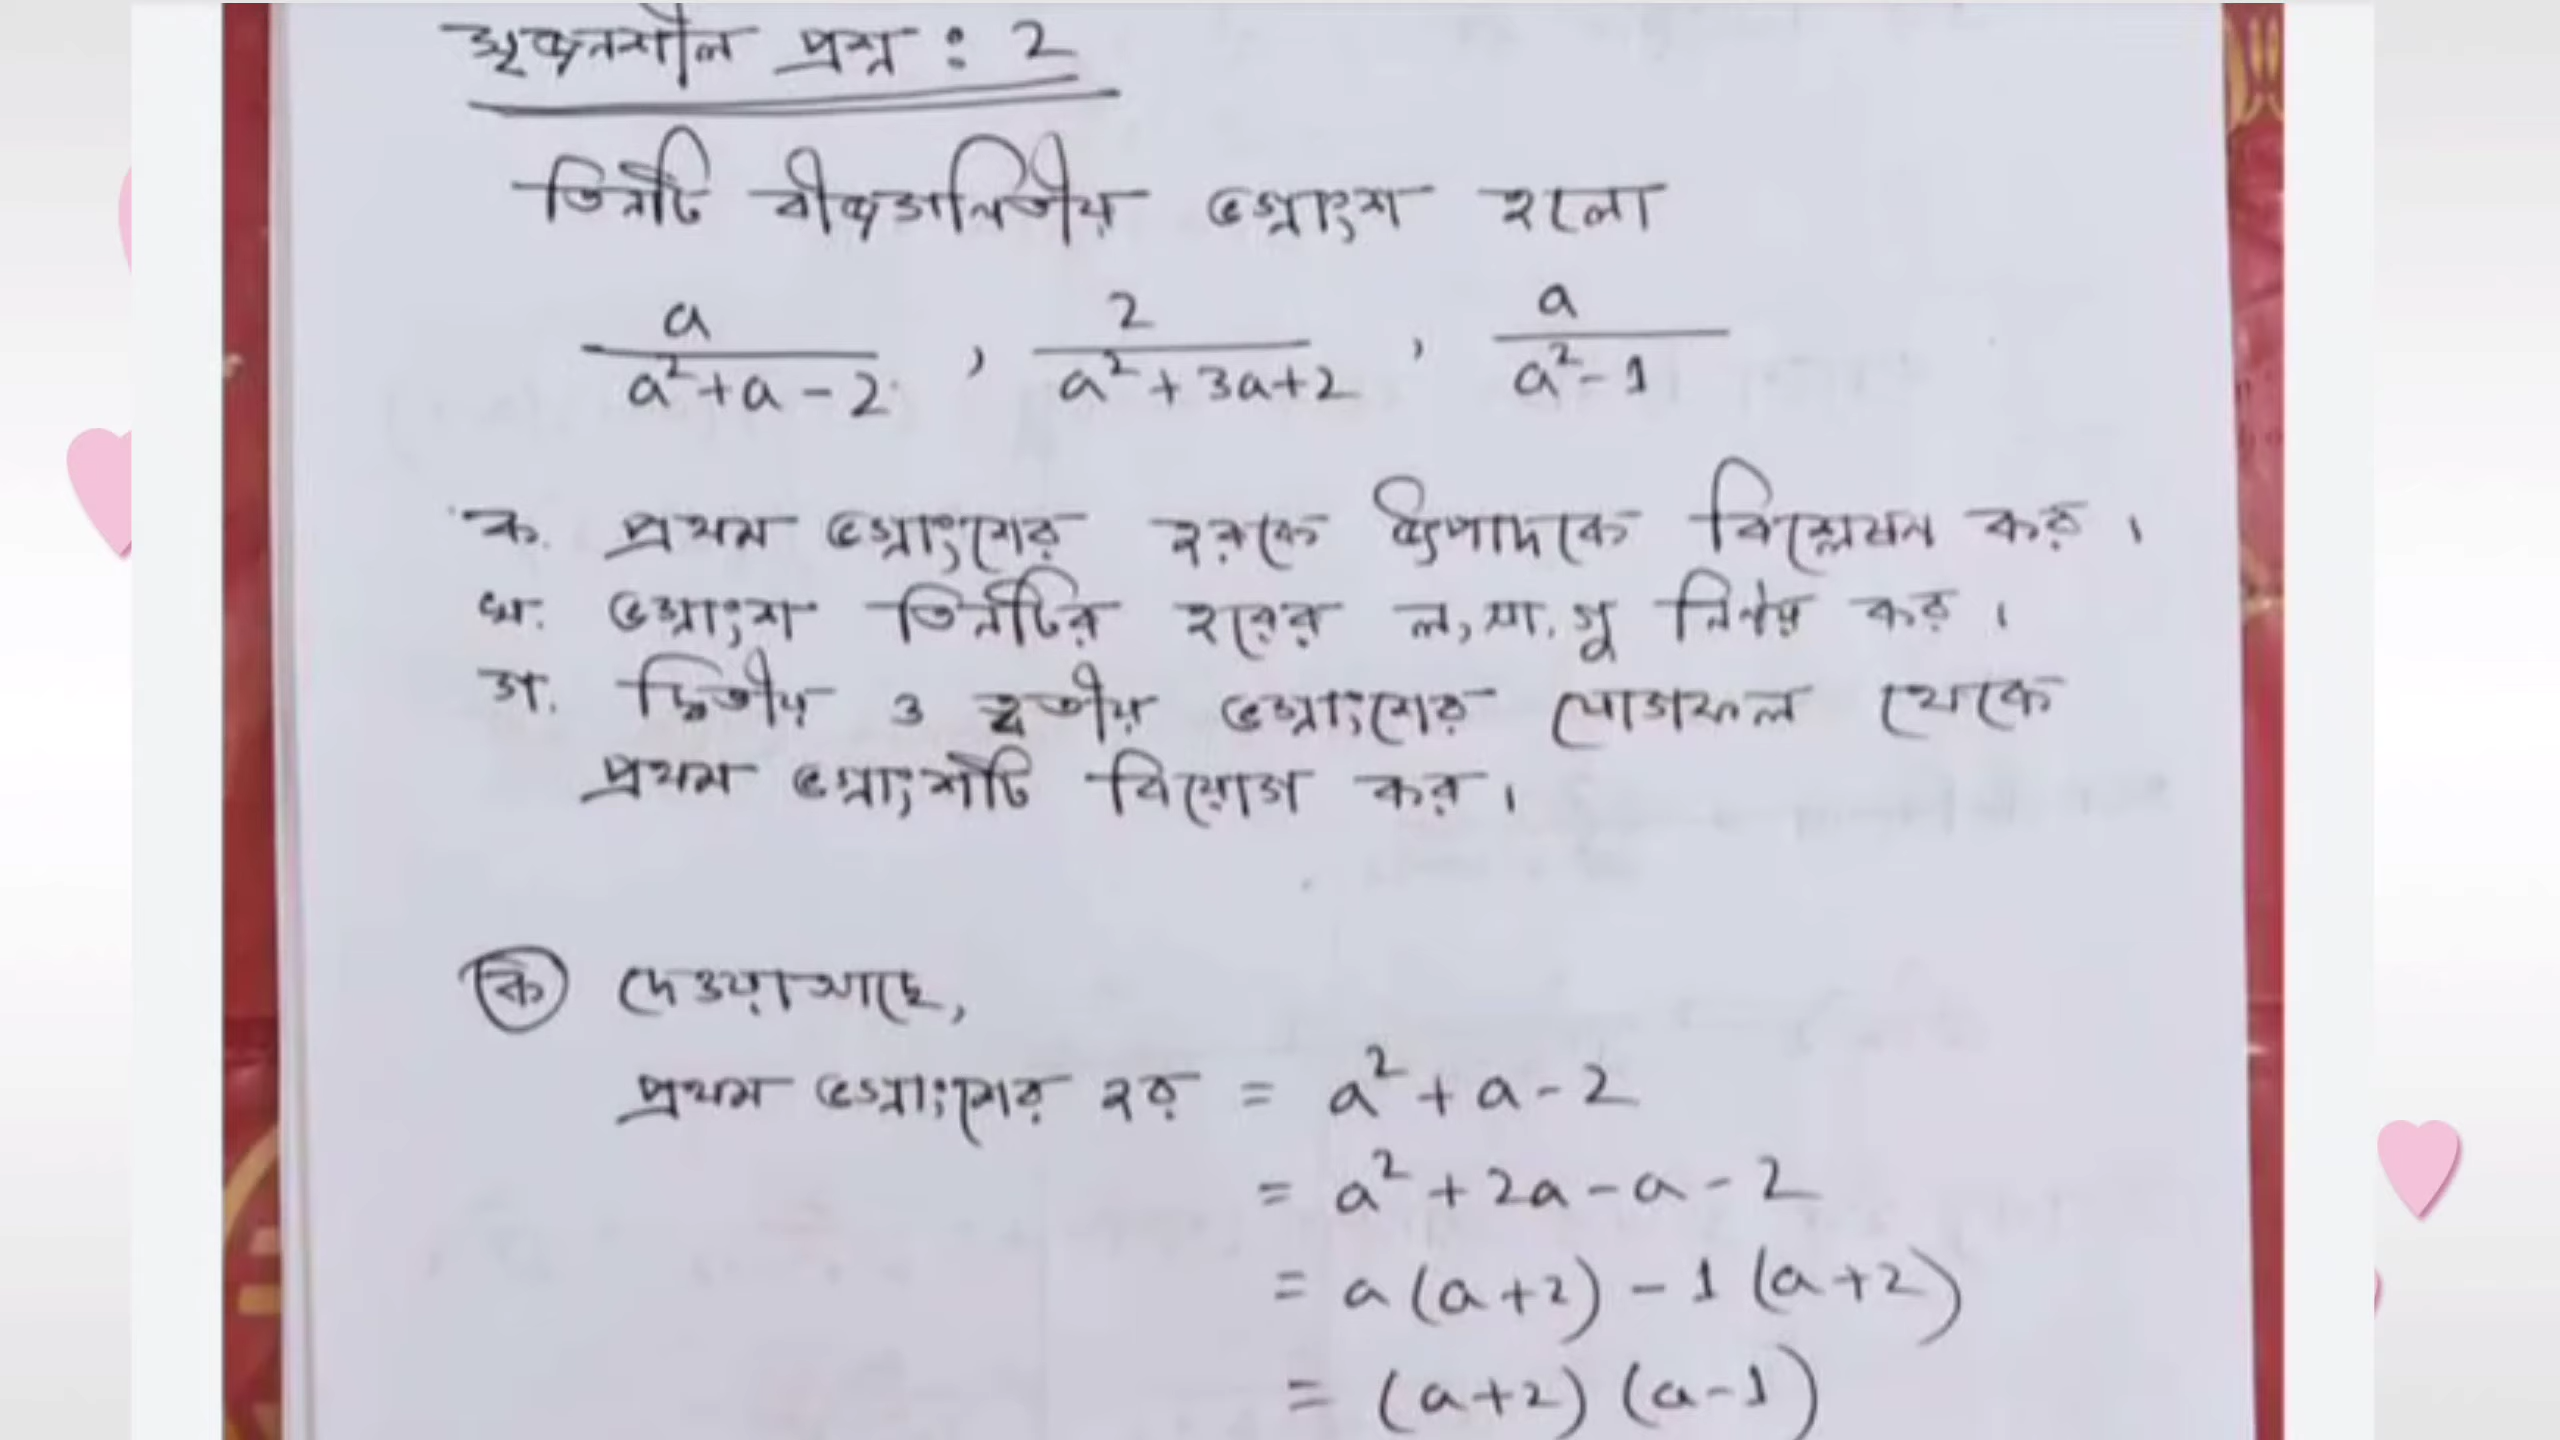 সৃজনশীল প্রশ্ন : 2
তিনটি বীজগানিতীয় ভগ্নাংশ হলো
a/(a²+a-2) , 2/(a²+3a+2) , a/(a²-1)
ক. প্রথম ভগ্নাংশের হরকে উৎপাদকে বিশ্লেষন কর।
খ. ভগ্নাংশ তিনটির হরের ল,সা.গু নির্ণয় কর।
গ. দ্বিতীয় ও তৃতীয় ভগ্নাংশের যোগফল থেকে
প্রথম ভগ্নাংশটি বিয়োগ কর।
ক দেওয়া আছে,
প্রথম ভগ্নাংশের হর = a² + a - 2
= a² + 2a - a - 2
= a (a+2) - 1 (a+2)
= (a+2) (a-1)